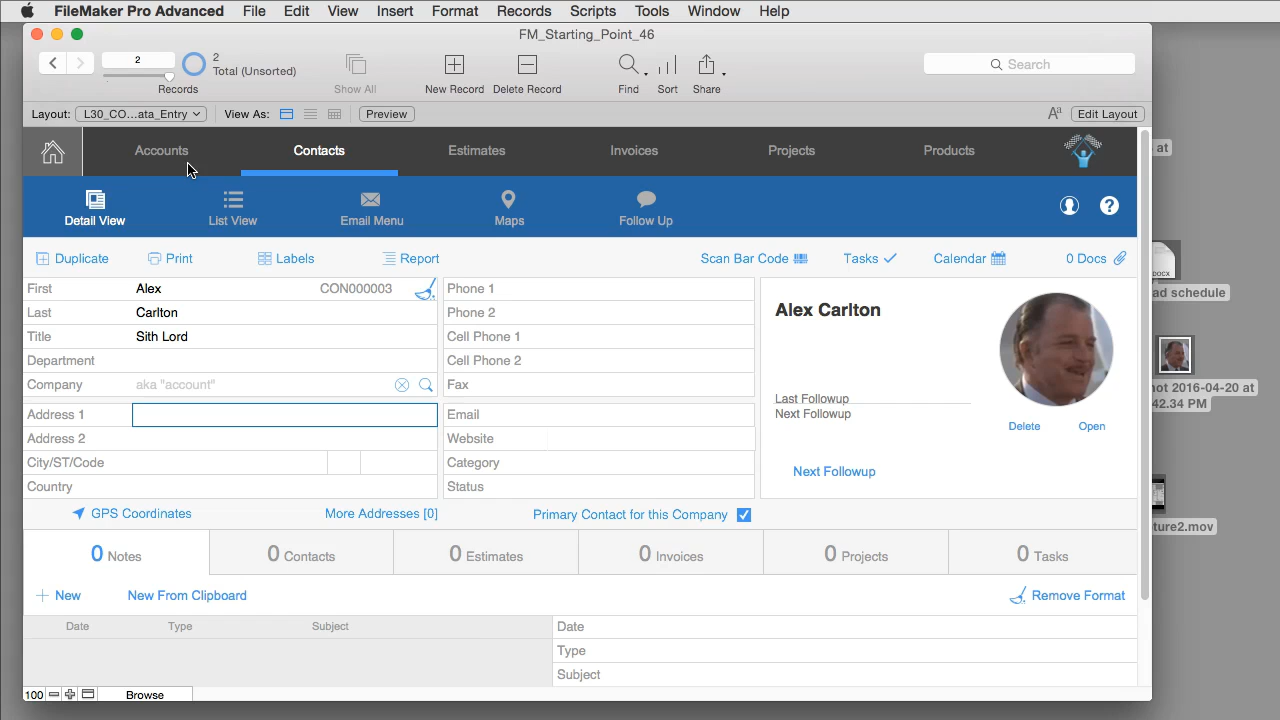 FileMaker Pro Advanced File Edit View Insert Format Records Scripts Tools Window Help
FM_Starting_Point_46
2
2
Total (Unsorted)
Records
Show All
New Record
Delete Record
Find
Sort
Share
Search
Layout: L30_CO...ata_Entry View As: Preview
Aa Edit Layout
Accounts Contacts Estimates Invoices Projects Products
Detail View List View Email Menu Maps Follow Up
?
Duplicate Print Labels Report Scan Bar Code Tasks Calendar 0 Docs
First Alex CON000003
Last Carlton
Title Sith Lord
Department
Company aka "account"
Address 1
Address 2
City/ST/Code
Country
Phone 1
Phone 2
Cell Phone 1
Cell Phone 2
Fax
Email
Website
Category
Status
Alex Carlton
Last Followup
Next Followup
Delete Open
Next Followup
GPS Coordinates More Addresses [0] Primary Contact for this Company
0 Notes 0 Contacts 0 Estimates 0 Invoices 0 Projects 0 Tasks
+ New New From Clipboard Remove Format
Date Type Subject
Date
Type
Subject
100 Browse
at
DOCX
ad schedule
not 2016-04-20 at
42.34 PM
ture2.mov